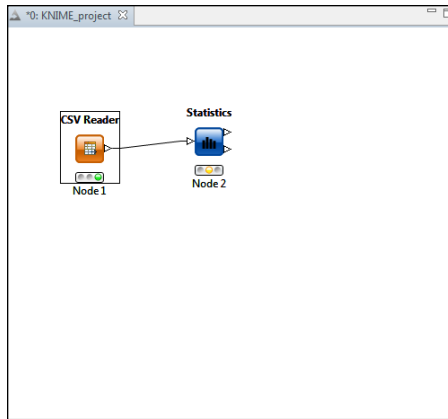 *0: KNIME_project
CSV Reader
Statistics
Node 1
Node 2